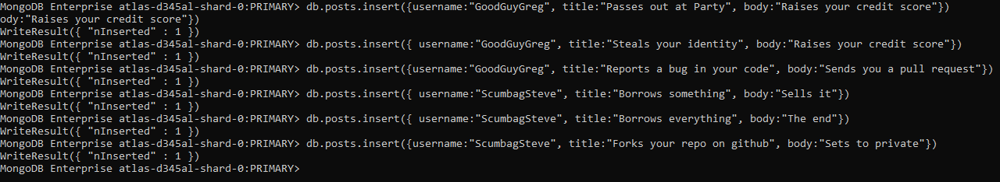 MongoDB Enterprise atlas-d345al-shard-0:PRIMARY> db.posts.insert({username:"GoodGuyGreg", title:"Passes out at Party", body:"Raises your credit score"})
ody:"Raises your credit score"})
WriteResult({ "nInserted" : 1 })
MongoDB Enterprise atlas-d345al-shard-0:PRIMARY> db.posts.insert({ username:"GoodGuyGreg", title:"Steals your identity", body:"Raises your credit score"})
WriteResult({ "nInserted" : 1 })
MongoDB Enterprise atlas-d345al-shard-0:PRIMARY> db.posts.insert({username:"GoodGuyGreg", title:"Reports a bug in your code", body:"Sends you a pull request"})
WriteResult({ "nInserted" : 1 })
MongoDB Enterprise atlas-d345al-shard-0:PRIMARY> db.posts.insert({ username:"ScumbagSteve", title:"Borrows something", body:"Sells it"})
WriteResult({ "nInserted" : 1 })
MongoDB Enterprise atlas-d345al-shard-0:PRIMARY> db.posts.insert({ username:"ScumbagSteve", title:"Borrows everything", body:"The end"})
WriteResult({ "nInserted" : 1 })
MongoDB Enterprise atlas-d345al-shard-0:PRIMARY> db.posts.insert({username:"ScumbagSteve", title:"Forks your repo on github", body:"Sets to private"})
WriteResult({ "nInserted" : 1 })
MongoDB Enterprise atlas-d345al-shard-0:PRIMARY>